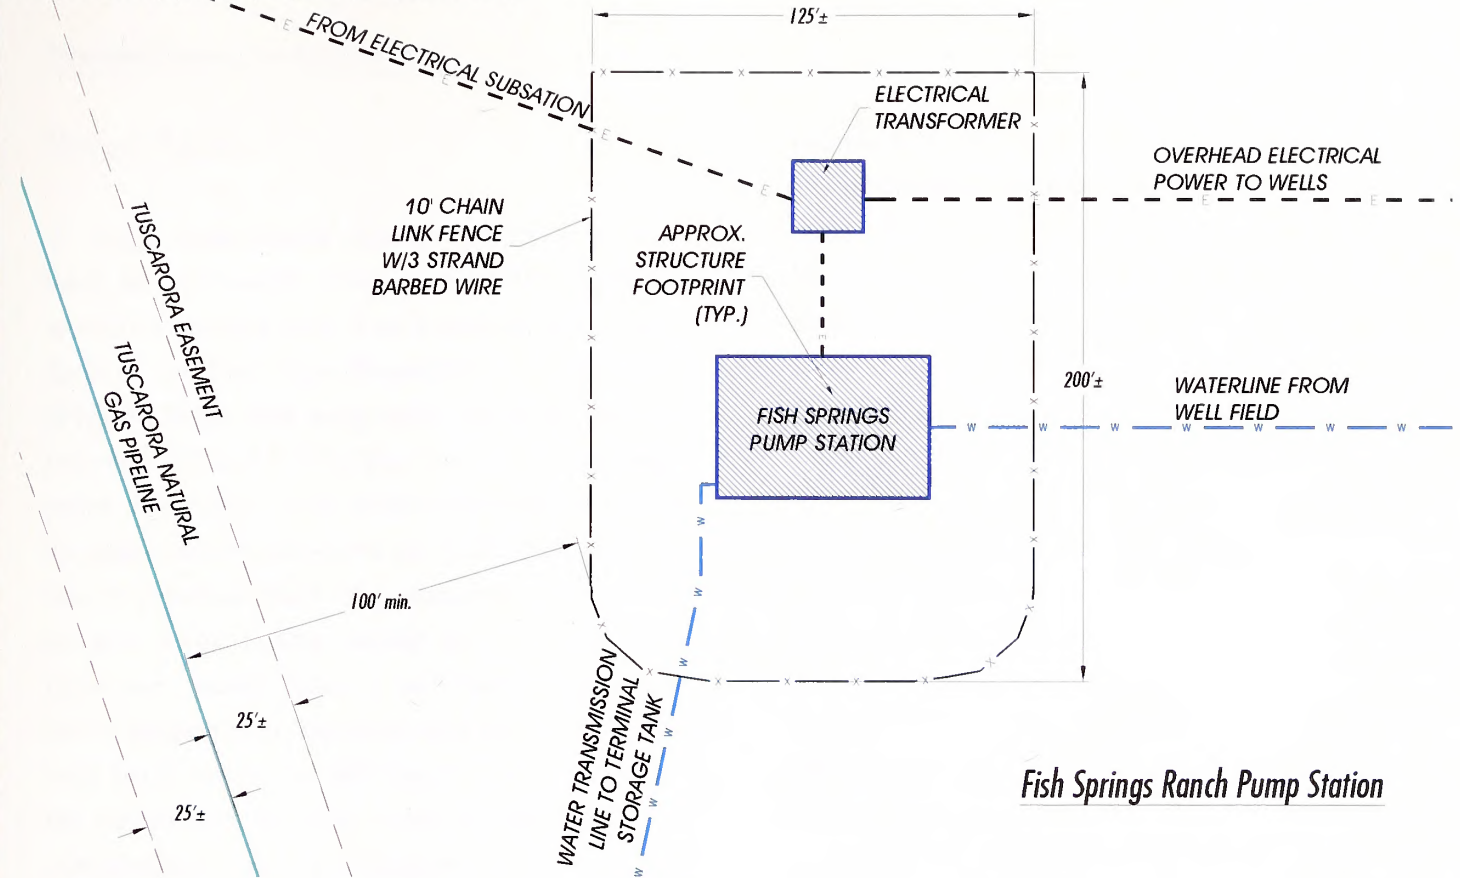 125'±
FROM ELECTRICAL SUBSATION
ELECTRICAL
TRANSFORMER
OVERHEAD ELECTRICAL
POWER TO WELLS
10' CHAIN
LINK FENCE
W/3 STRAND
BARBED WIRE
APPROX.
STRUCTURE
FOOTPRINT
(TYP.)
TUSCARORA EASEMENT
TUSCARORA NATURAL
GAS PIPELINE
200'±
WATERLINE FROM
WELL FIELD
FISH SPRINGS
PUMP STATION
100' min.
25'±
25'±
WATER TRANSMISSION
LINE TO TERMINAL
STORAGE TANK
Fish Springs Ranch Pump Station